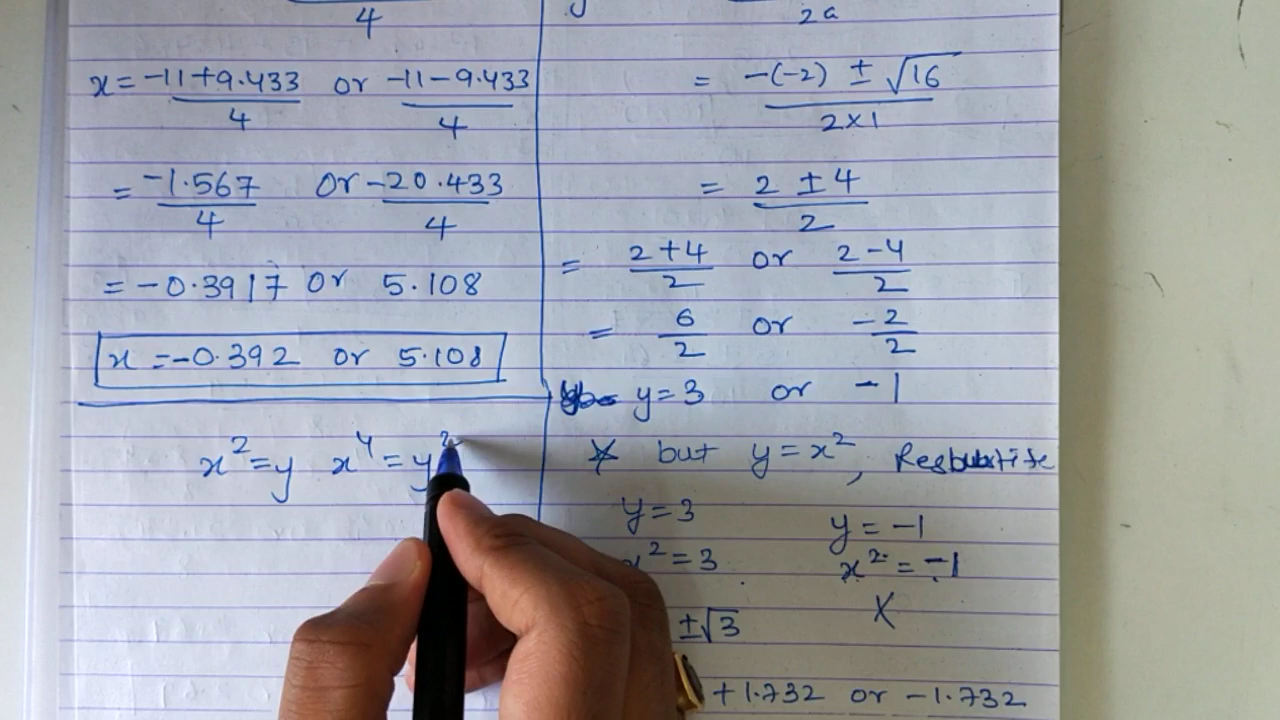 4
x = -11+9.433/4 or -11-9.433/4
= -1.567/4 or -20.433/4
= -0.3917 or 5.108
x = -0.392 or 5.108
x² = y x⁴ = y²
2a
= -(-2) ± √16/2×1
= 2 ± 4/2
= 2+4/2 or 2-4/2
= 6/2 or -2/2
y = 3 or -1
* but y = x²,
y = 3 y = -1
x² = 3 x² = -1
±√3 X
+1.732 or -1.732